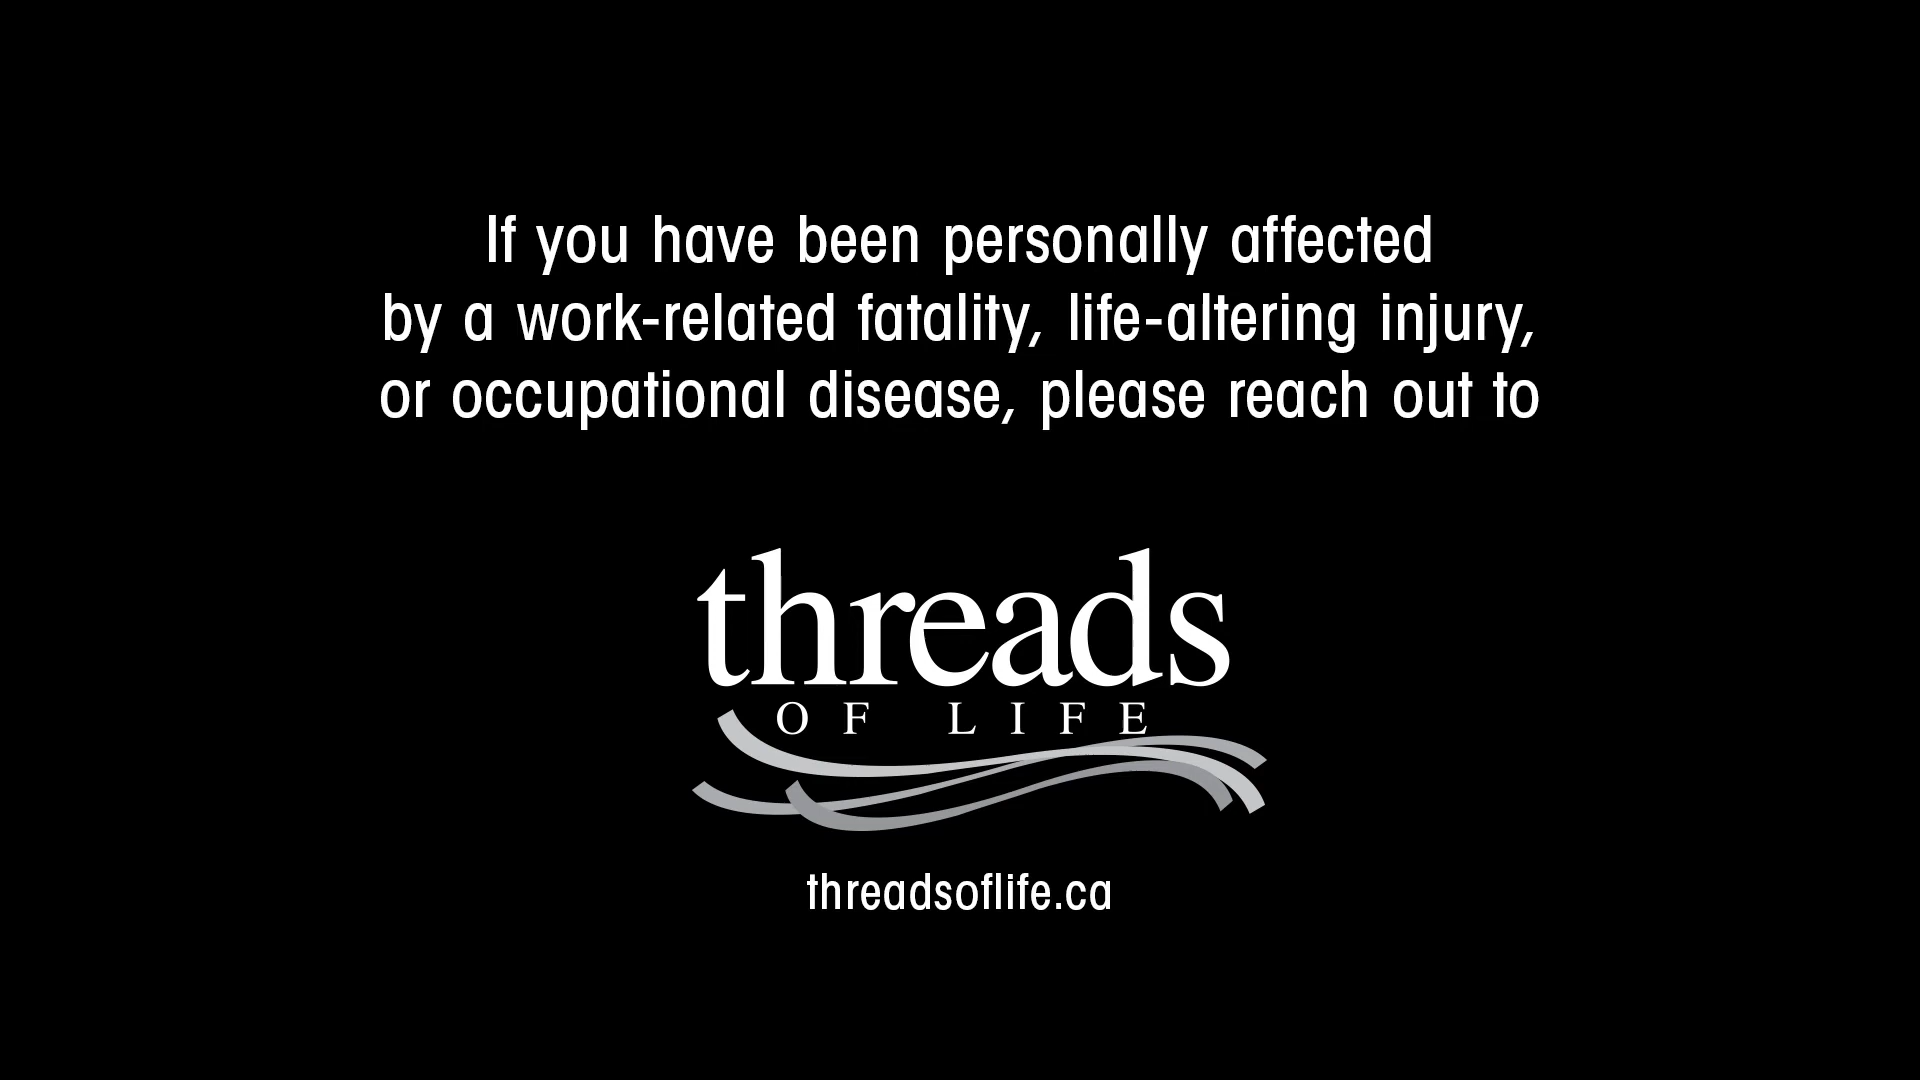 If you have been personally affected
by a work-related fatality, life-altering injury,
or occupational disease, please reach out to
threads
OF LIFE
threadsoflife.ca